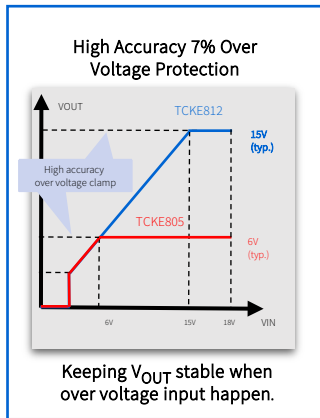 High Accuracy 7% Over
Voltage Protection
VOUT
TCKE812
15V
(typ.)
High accuracy
over voltage clamp
TCKE805
6V
(typ.)
6V
15V
18V
VIN
Keeping VOUT stable when
over voltage input happen.